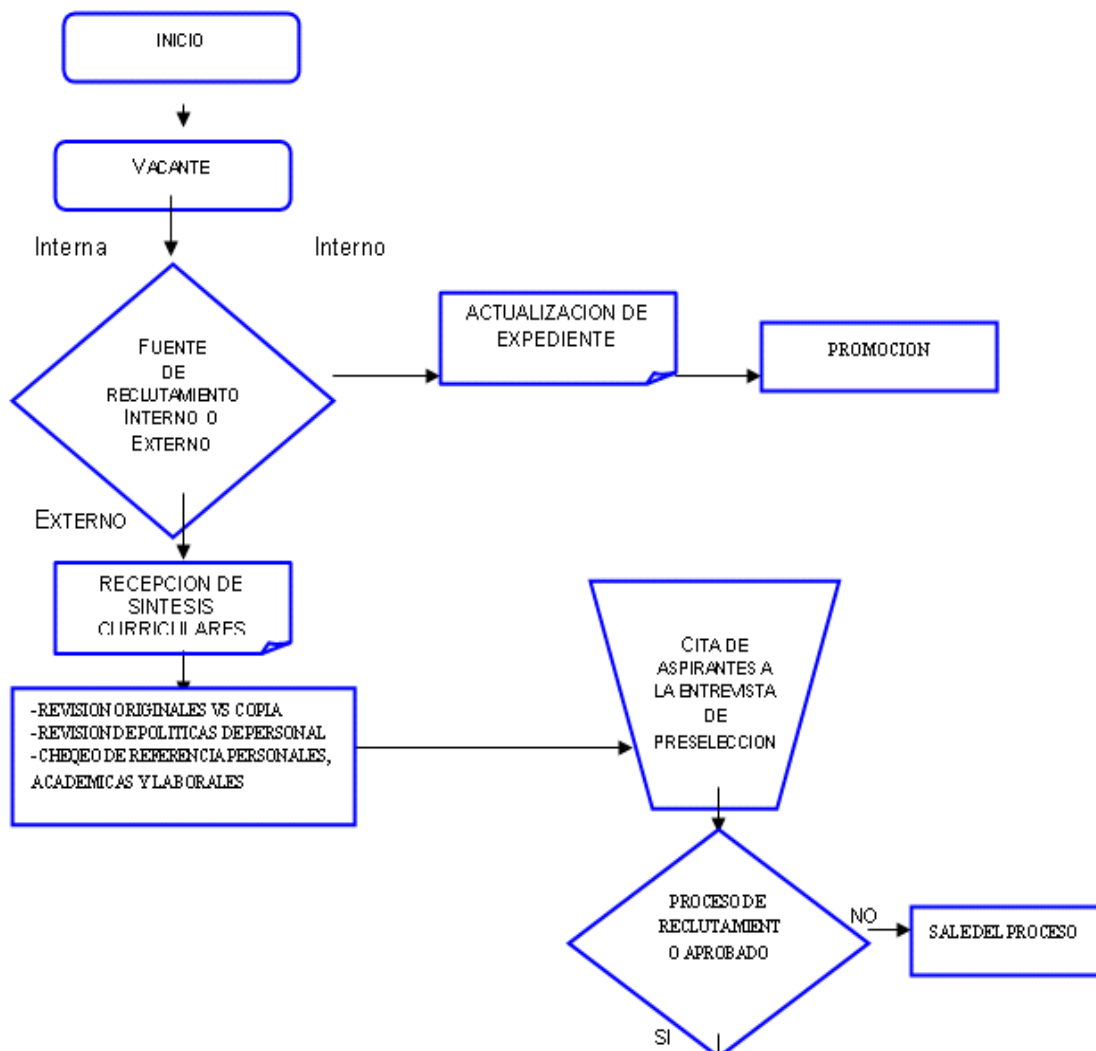 INICIO
VACANTE
Interna
Interno
FUENTE
DE
RECLUTAMIENTO
INTERNO O
EXTERNO
ACTUALIZACION DE
EXPEDIENTE
PROMOCION
EXTERNO
RECEPCION DE
SINTESIS
CURRICULARES
-REVISION ORIGINALES VS COPIA
-REVISION DE POLITICAS DE PERSONAL
-CHEQEO DE REFERENCIA PERSONALES,
ACADEMICAS Y LABORALES
CITA DE
ASPIRANTES A
LA ENTREVISTA
DE
PRESELECCION
PROCESO DE
RECLUTAMIENT
O APROBADO
NO
SALE DEL PROCESO
SI